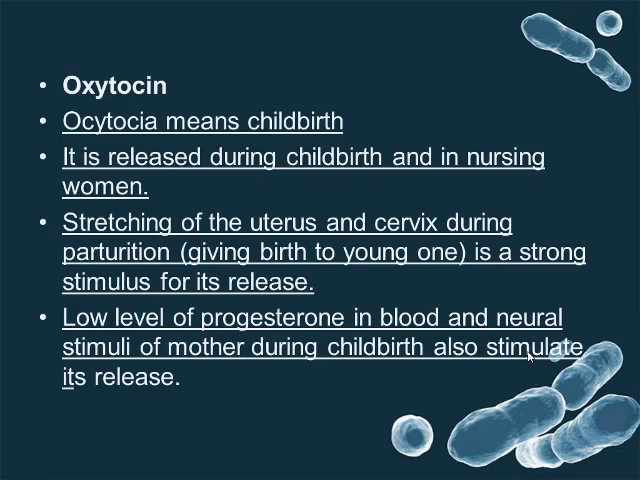 • Oxytocin
• Ocytocia means childbirth
• It is released during childbirth and in nursing
women.
• Stretching of the uterus and cervix during
parturition (giving birth to young one) is a strong
stimulus for its release.
• Low level of progesterone in blood and neural
stimuli of mother during childbirth also stimulate
its release.